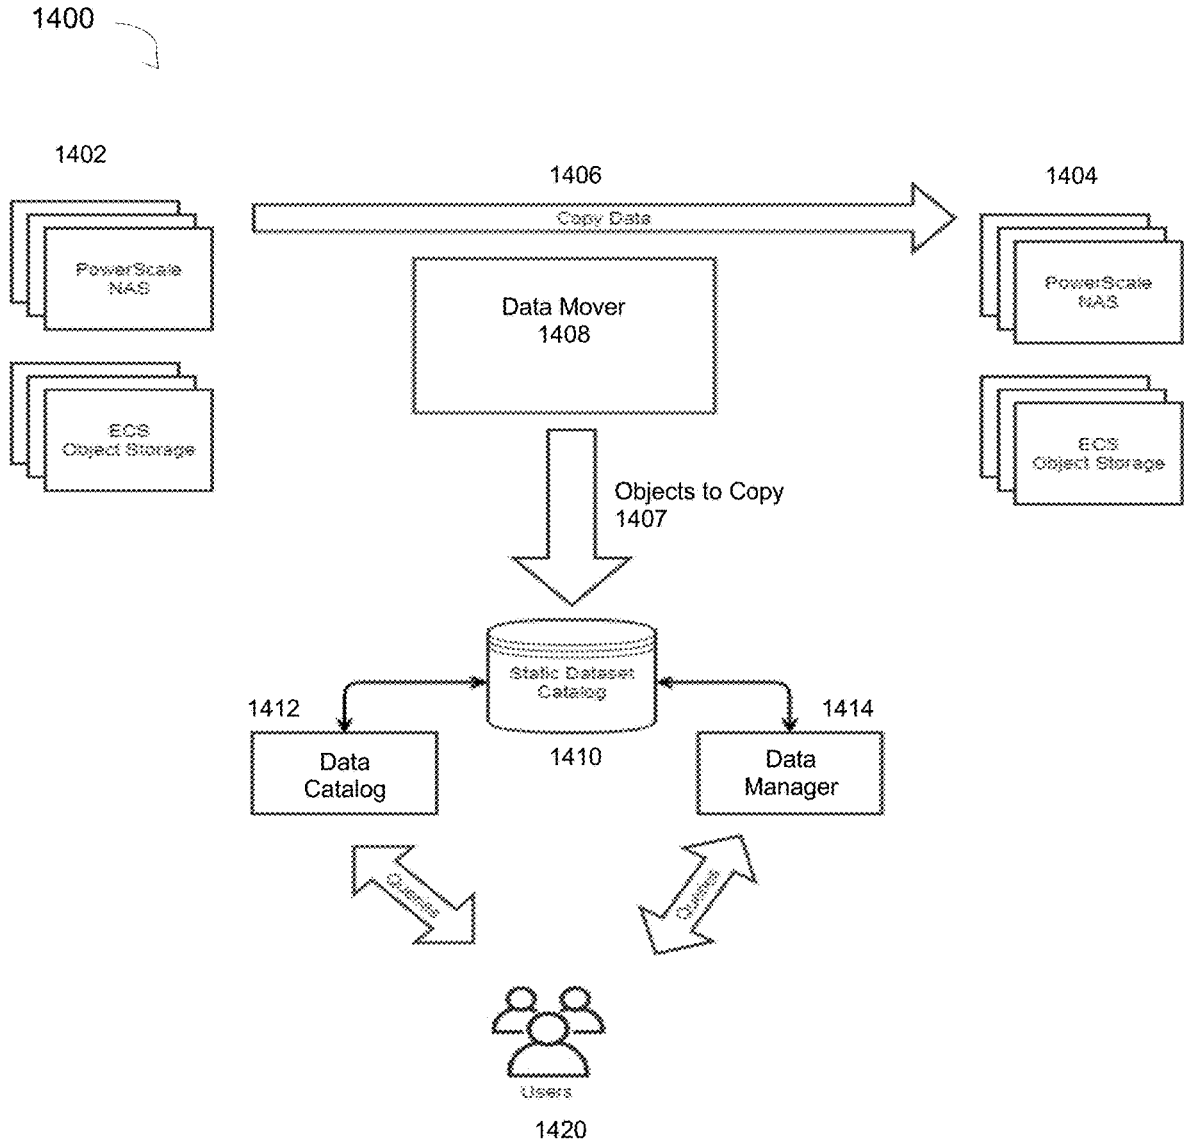 1400
1402
1406
1404
Copy Data
PowerScale
NAS
Data Mover
1408
PowerScale
NAS
ECS
Object Storage
ECS
Object Storage
Objects to Copy
1407
Static Dataset
Catalog
1412
1414
1410
Data
Catalog
Data
Manager
Queries
Queries
Users
1420